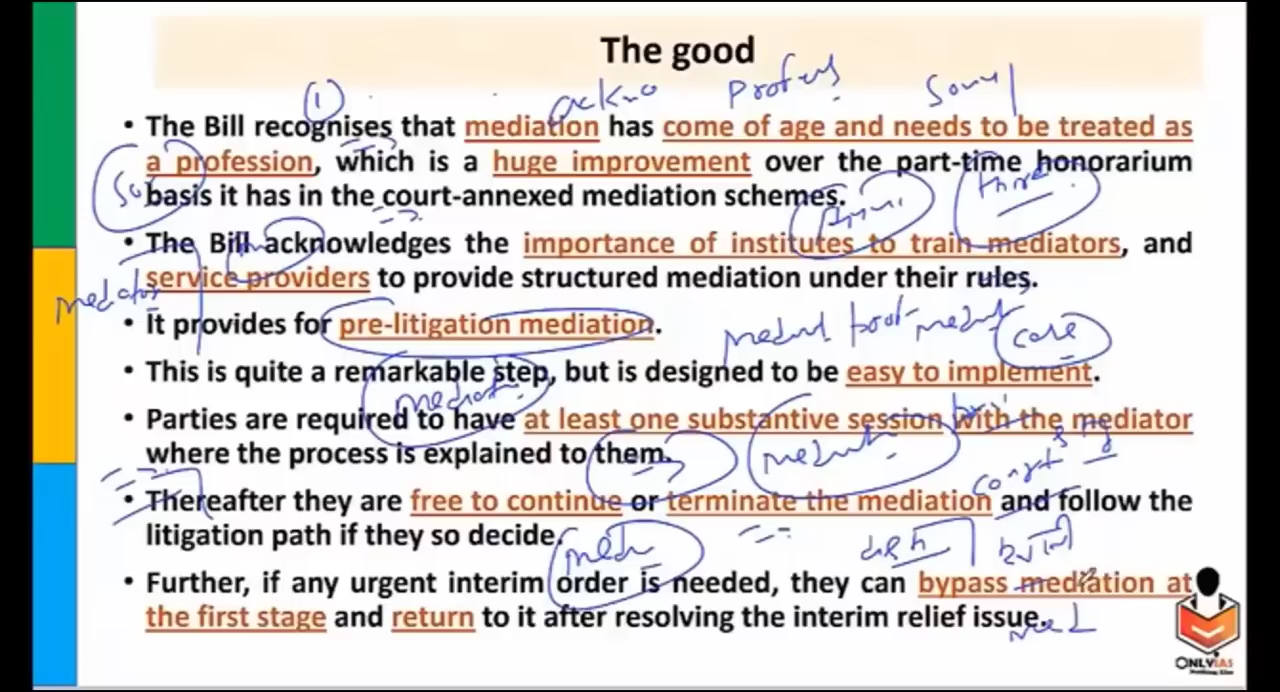 The good
• The Bill recognises that mediation has come of age and needs to be treated as
a profession, which is a huge improvement over the part-time honorarium
basis it has in the court-annexed mediation schemes.
• The Bill acknowledges the importance of institutes to train mediators, and
service providers to provide structured mediation under their rules.
mediator
• It provides for pre-litigation mediation.
case
• This is quite a remarkable step, but is designed to be easy to implement.
• Parties are required to have at least one substantive session with the mediator
where the process is explained to them.
• Thereafter they are free to continue or terminate the mediation and follow the
litigation path if they so decide.
• Further, if any urgent interim order is needed, they can bypass mediation at
the first stage and return to it after resolving the interim relief issue.
ONLYIAS